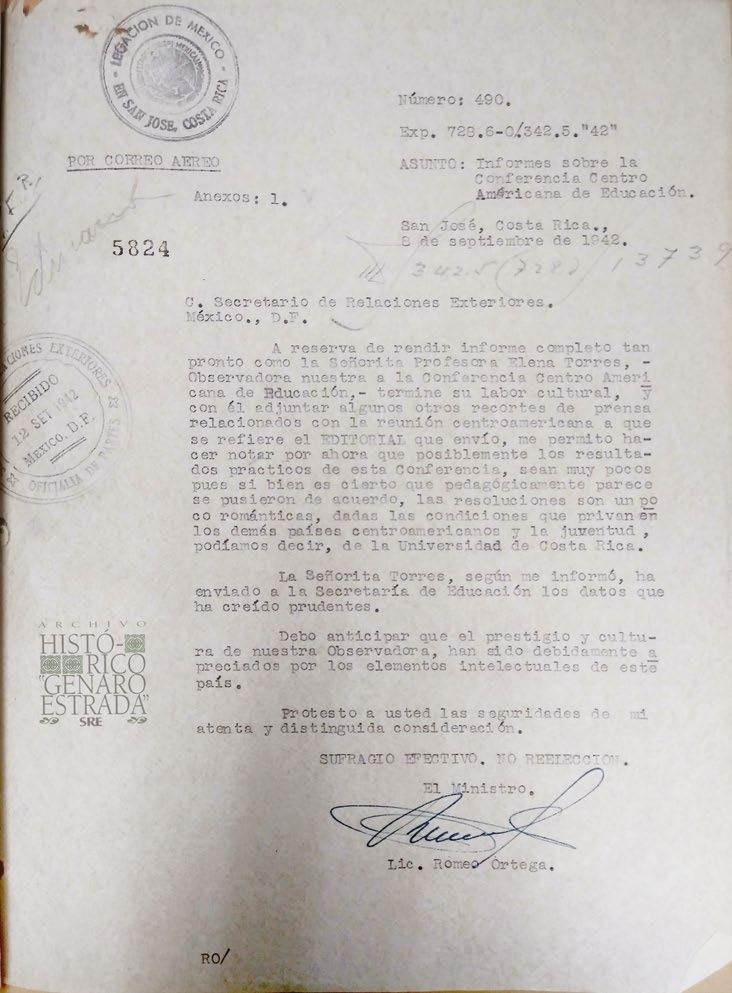 LEGACION DE MEXICO
EN SAN JOSE, COSTA RICA
Número: 490.
Exp. 728.6-0/342.5."42"
POR CORREO AEREO
ASUNTO: Informes sobre la
Conferencia Centro
Américana de Educación.
Anexos: 1.
San José, Costa Rica.,
8 de septiembre de 1942.
5824
342.5 (728) / 13739
C. Secretario de Relaciones Exteriores.
México., D.F.
A reserva de rendir informe completo tan
pronto como la Señorita Profesora Elena Torres, -
Observadora nuestra a la Conferencia Centro Ameri
cana de Educación,- termine su labor cultural, y
con él adjuntar algunos otros recortes de prensa
relacionados con la reunión centroamericana a que
se refiere el EDITORIAL que envío, me permito ha-
cer notar por ahora que posiblemente los resulta-
dos prácticos de esta Conferencia, sean muy pocos
pues si bien es cierto que pedagógicamente parece
se pusieron de acuerdo, las resoluciones son un po
co románticas, dadas las condiciones que privan en
los demás países centroamericanos y la juventud,
podíamos decir, de la Universidad de Costa Rica.
CIONES EXTERIORES
RECIBIDO
12 SET 1942
MEXICO, D.F.
OFICIALIA DE PARTES
La Señorita Torres, según me informó, ha
enviado a la Secretaría de Educación los datos que
ha creído prudentes.
Debo anticipar que el prestigio y cultu-
ra de nuestra Observadora, han sido debidamente a
preciados por los elementos intelectuales de este
país.
ARCHIVO
HISTÓ-
RICO
"GENARO
ESTRADA"
SRE
Protesto a usted las seguridades de mi
atenta y distinguida consideración.
SUFRAGIO EFECTIVO. NO REELECCION.
El Ministro.
Lic. Romeo Ortega.
RO/